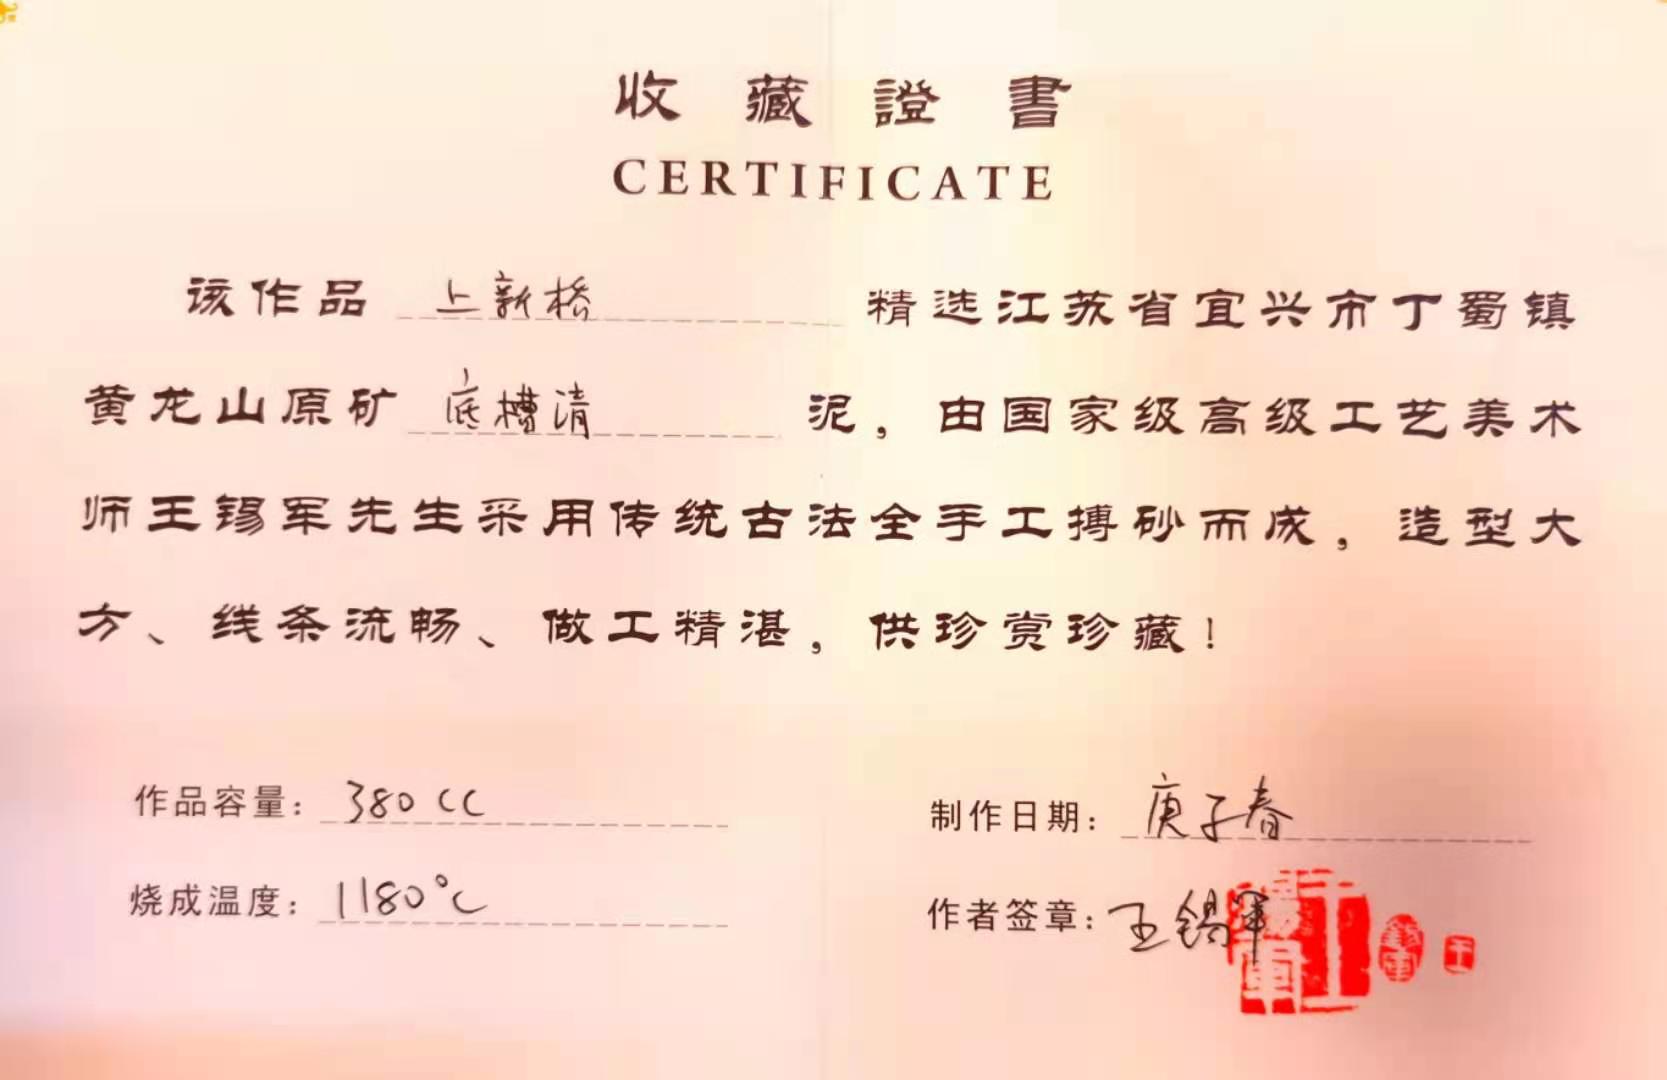 收藏證書
CERTIFICATE
该作品 上新桥 精选江苏省宜兴市丁蜀镇
黄龙山原矿 底槽清 泥，由国家级高级工艺美术
师王锡军先生采用传统古法全手工搏砂而成，造型大
方、线条流畅、做工精湛，供珍赏珍藏！
作品容量：380CC
制作日期：庚子春
烧成温度：1180℃
作者签章：王锡军